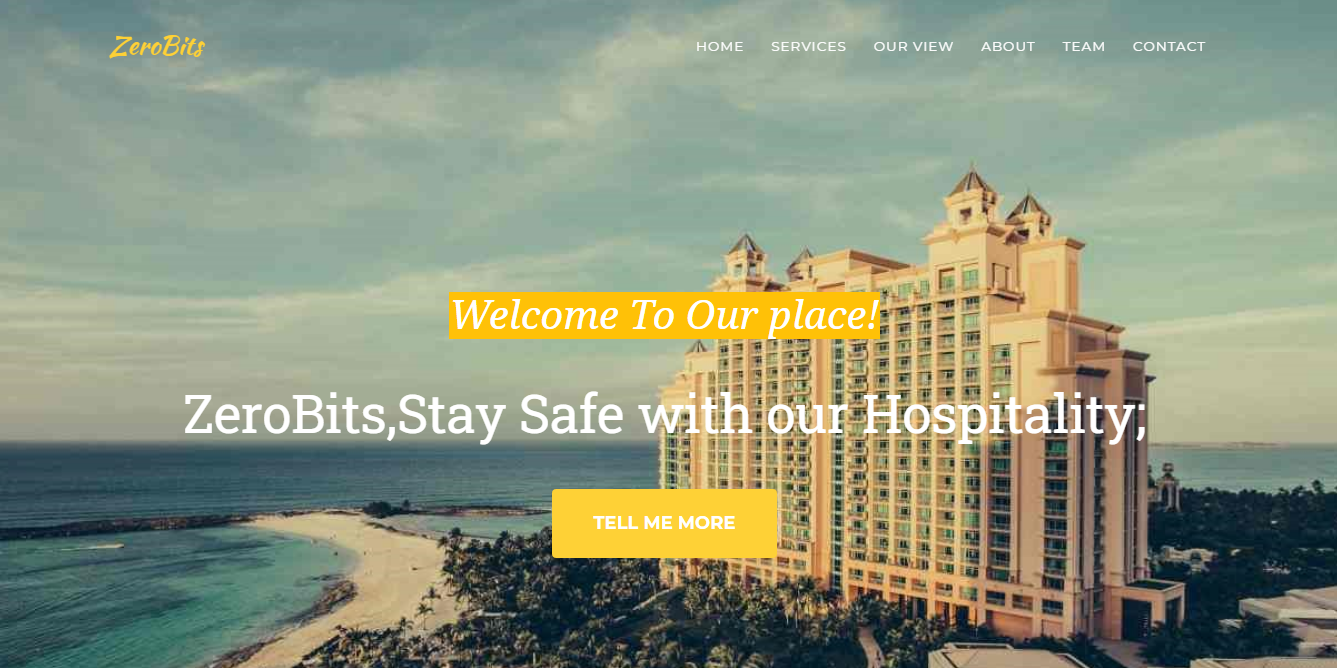 ZeroBits
HOME SERVICES OUR VIEW ABOUT TEAM CONTACT
Welcome To Our place!
ZeroBits,Stay Safe with our Hospitality;
TELL ME MORE